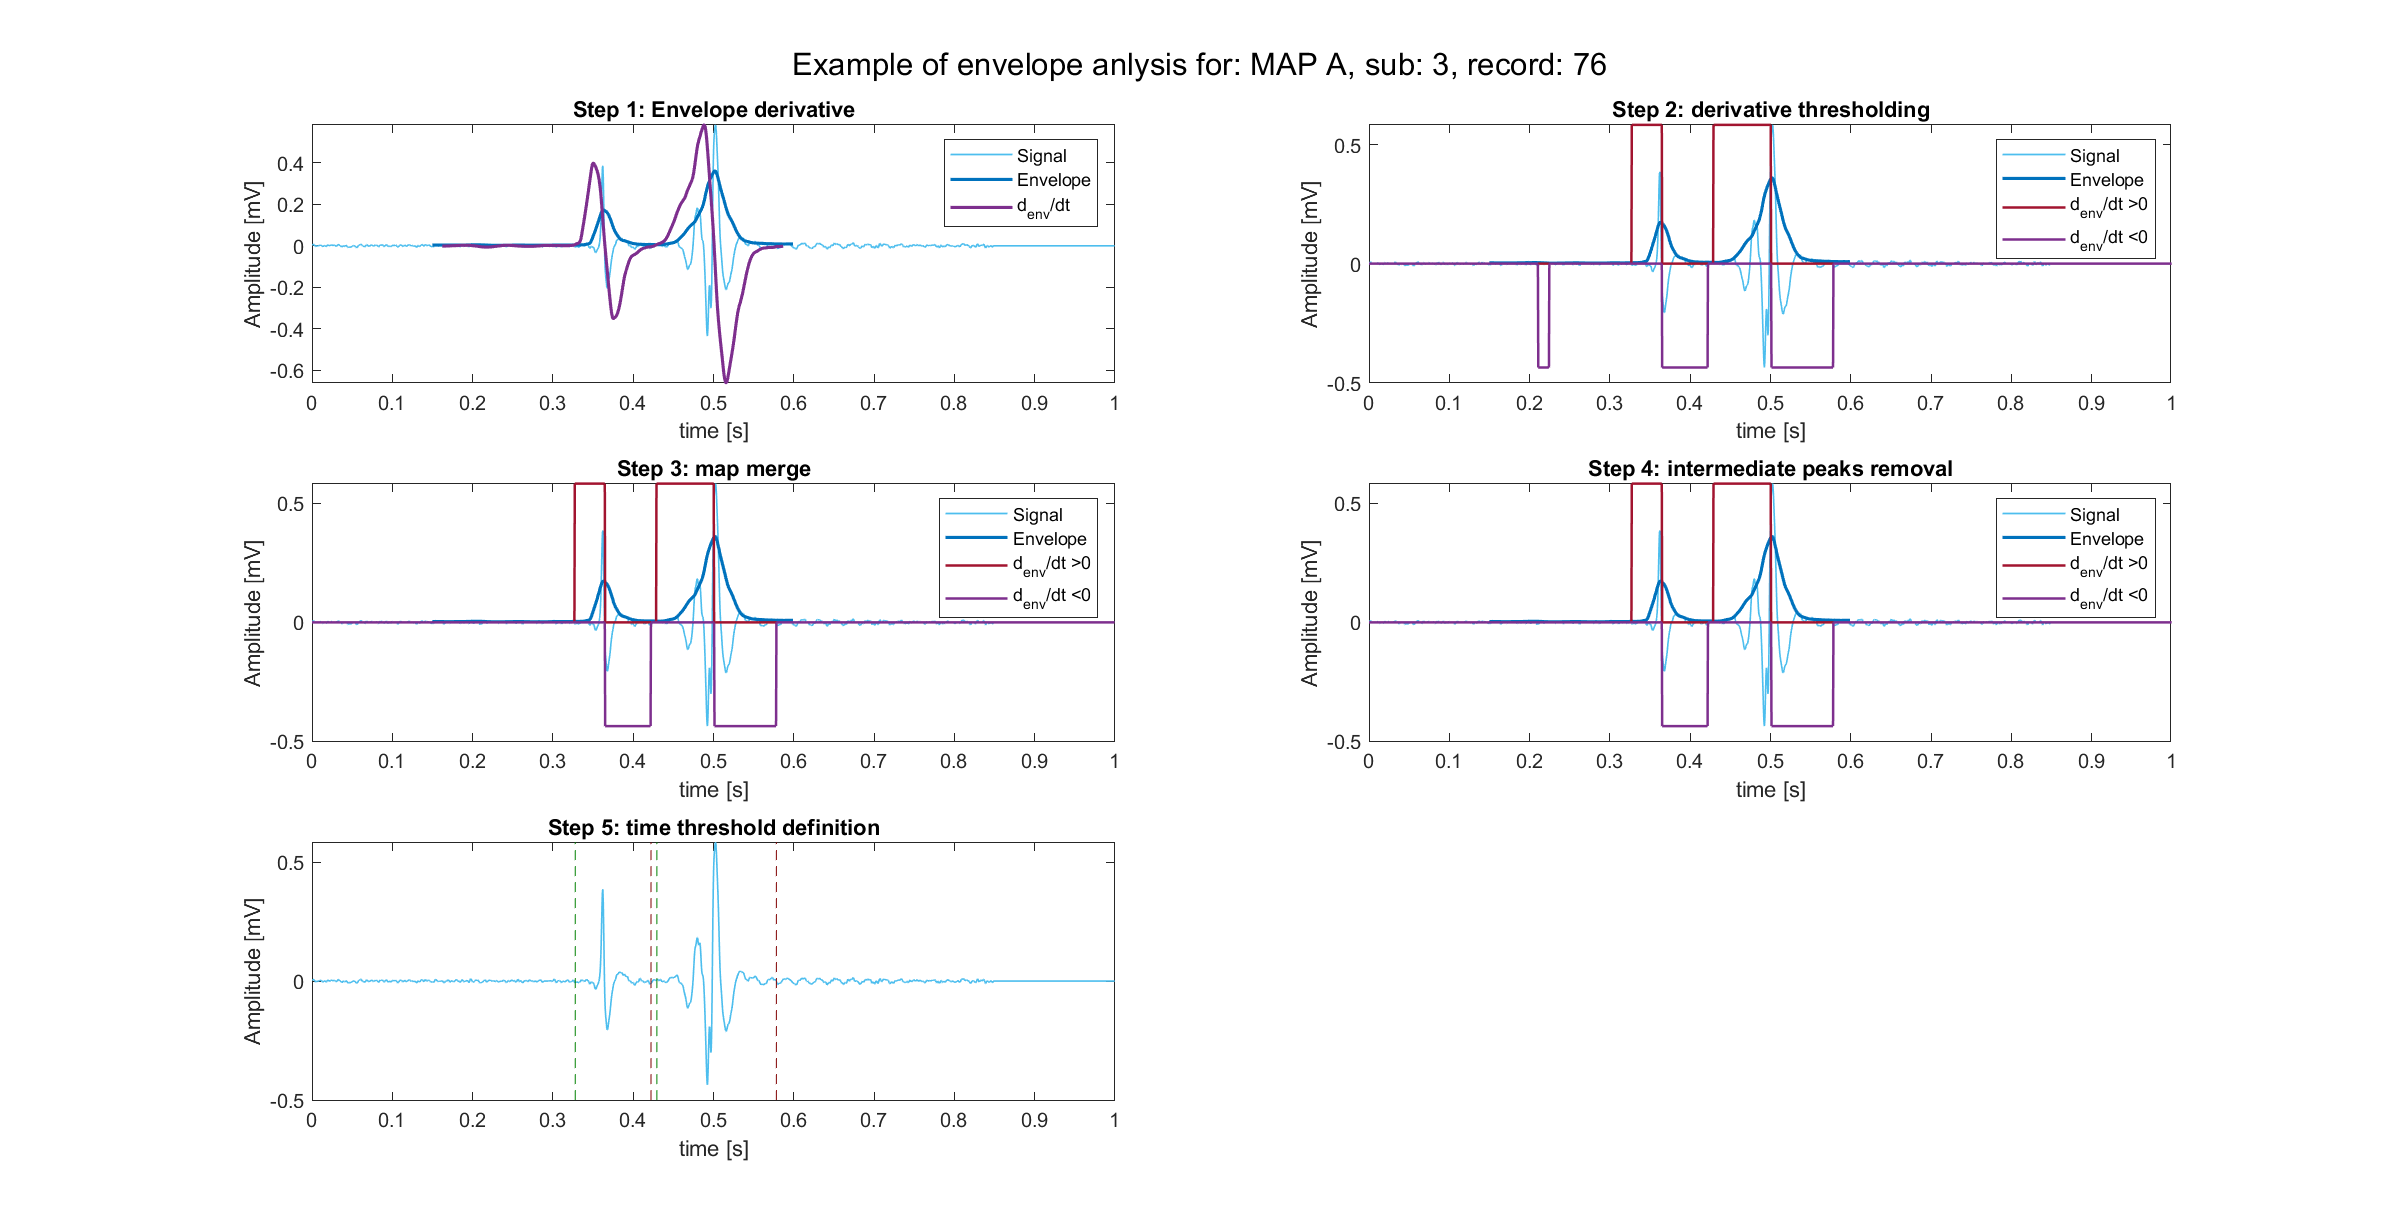 Example of envelope anlysis for: MAP A, sub: 3, record: 76
Step 1: Envelope derivative
Amplitude [mV]
0.4
0.2
0
-0.2
-0.4
-0.6
Signal
Envelope
d_env/dt
0 0.1 0.2 0.3 0.4 0.5 0.6 0.7 0.8 0.9 1
time [s]
Step 2: derivative thresholding
Amplitude [mV]
0.5
0
-0.5
Signal
Envelope
d_env/dt >0
d_env/dt <0
0 0.1 0.2 0.3 0.4 0.5 0.6 0.7 0.8 0.9 1
time [s]
Step 3: map merge
Amplitude [mV]
0.5
0
-0.5
Signal
Envelope
d_env/dt >0
d_env/dt <0
0 0.1 0.2 0.3 0.4 0.5 0.6 0.7 0.8 0.9 1
time [s]
Step 4: intermediate peaks removal
Amplitude [mV]
0.5
0
-0.5
Signal
Envelope
d_env/dt >0
d_env/dt <0
0 0.1 0.2 0.3 0.4 0.5 0.6 0.7 0.8 0.9 1
time [s]
Step 5: time threshold definition
Amplitude [mV]
0.5
0
-0.5
0 0.1 0.2 0.3 0.4 0.5 0.6 0.7 0.8 0.9 1
time [s]